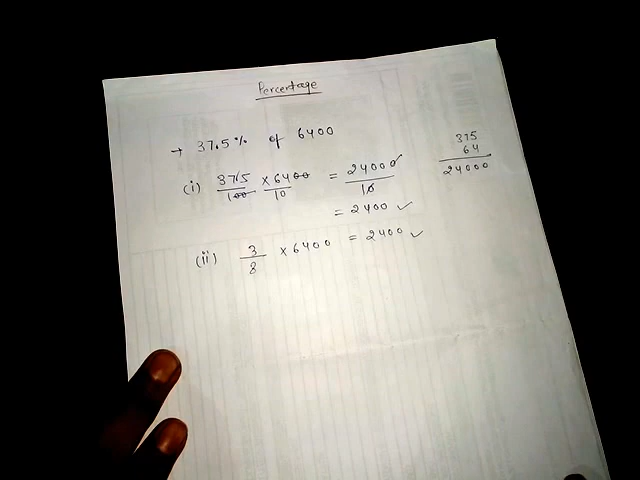 Percentage
→ 37.5% of 6400
(i) 375/100 × 6400/10 = 24000/10
= 2400 ✓
(ii) 3/8 × 6400 = 2400 ✓
375
64
24000